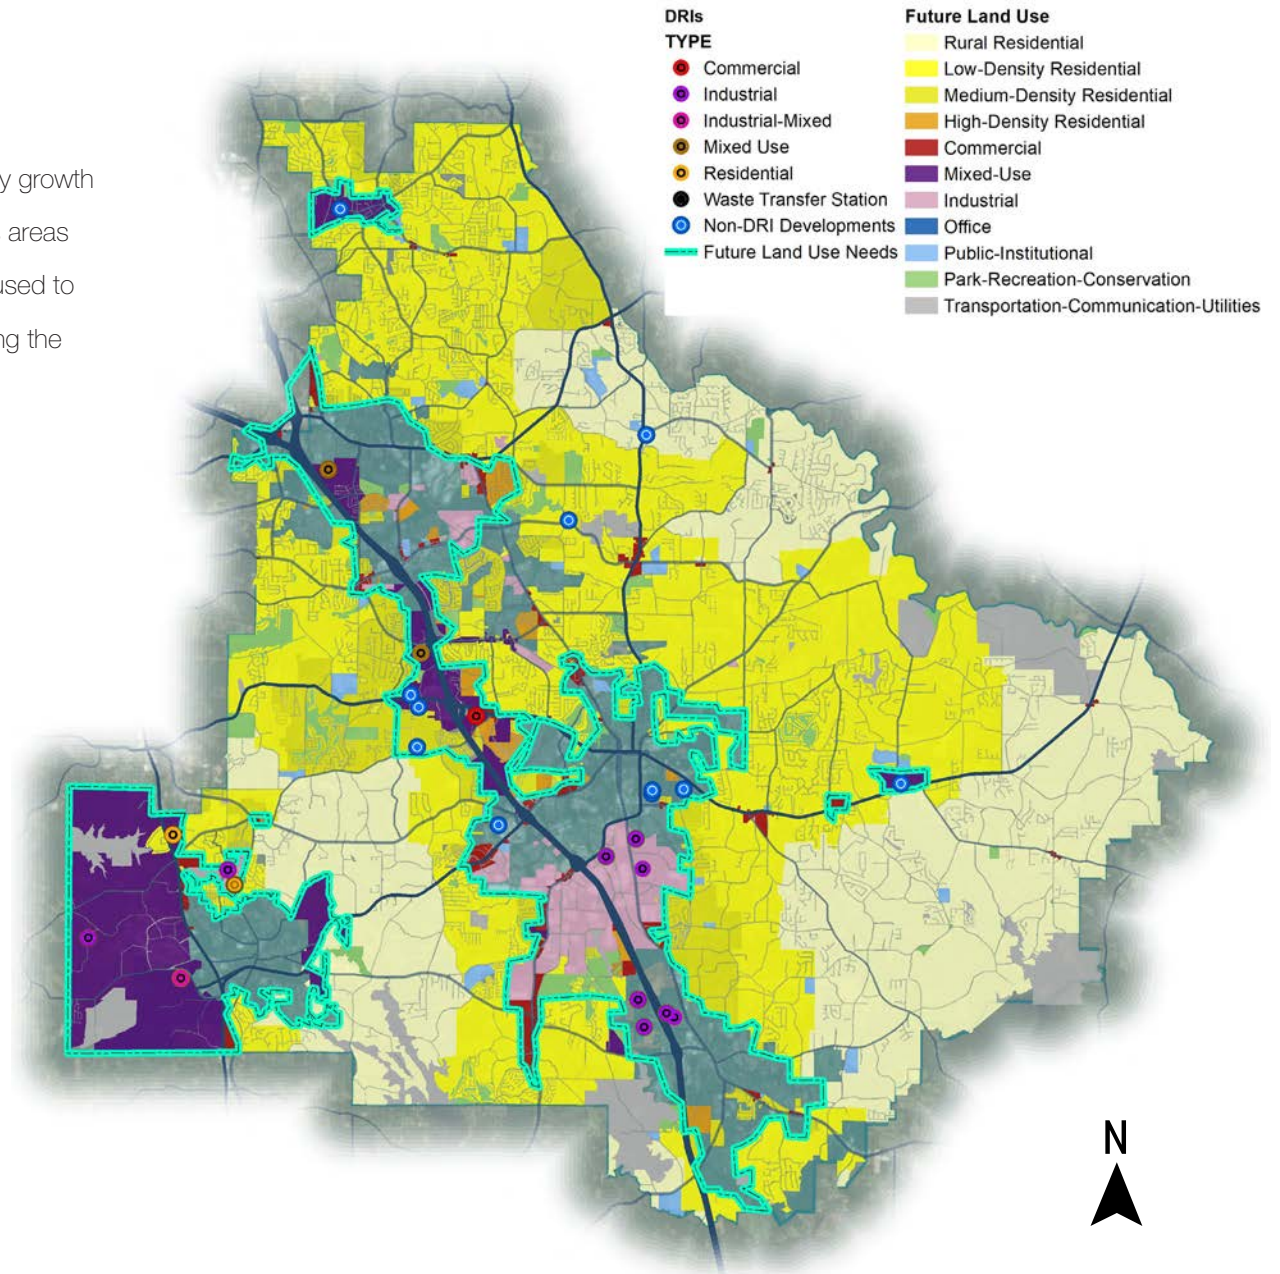 y growth
areas
used to
ng the
DRIs
TYPE
Commercial
Industrial
Industrial-Mixed
Mixed Use
Residential
Waste Transfer Station
Non-DRI Developments
Future Land Use Needs
Future Land Use
Rural Residential
Low-Density Residential
Medium-Density Residential
High-Density Residential
Commercial
Mixed-Use
Industrial
Office
Public-Institutional
Park-Recreation-Conservation
Transportation-Communication-Utilities
N